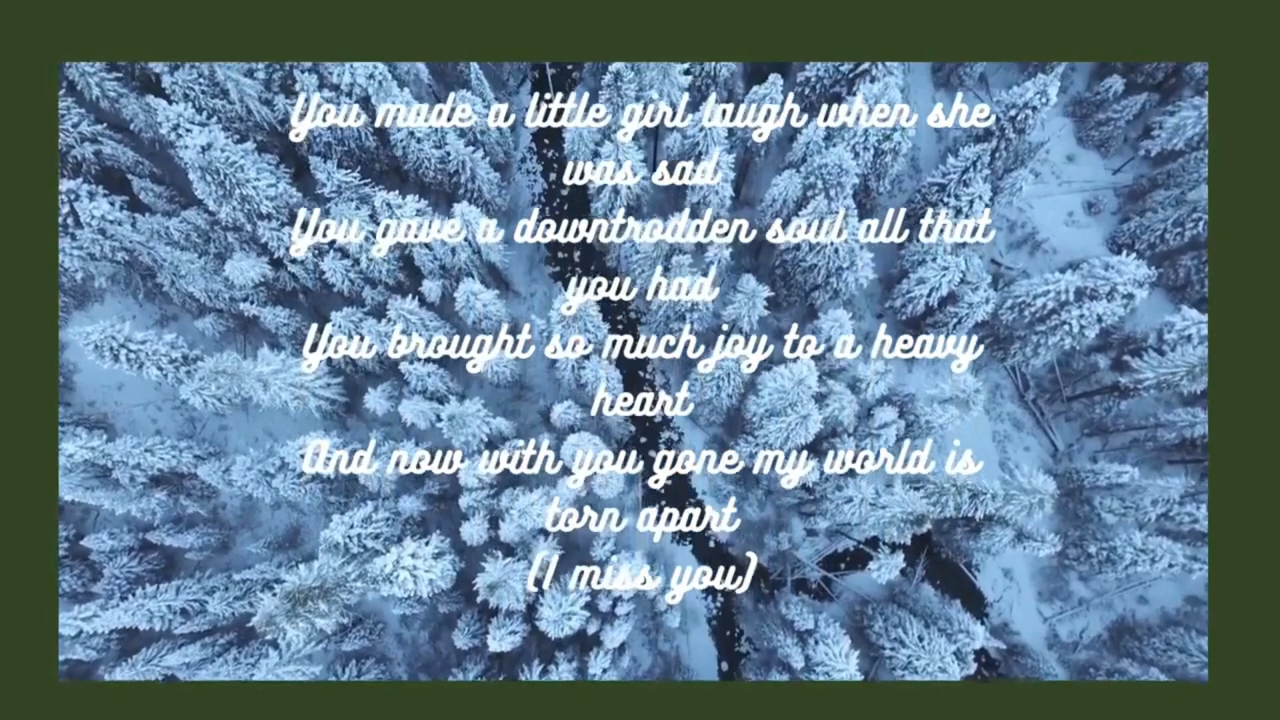 You made a little girl laugh when she
was sad
You gave a downtrodden soul all that
you had
You brought so much joy to a heavy
heart
And now with you gone my world is
torn apart
(I miss you)